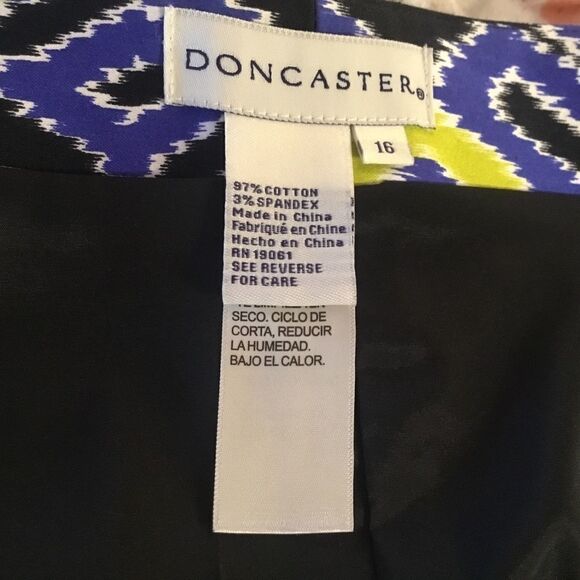 DONCASTER®
16
97% COTTON
3% SPANDEX
Made in China
Fabriqué en Chine
Hecho en China
RN 19061
SEE REVERSE
FOR CARE
SECO. CICLO DE
CORTA, REDUCIR
LA HUMEDAD.
BAJO EL CALOR.